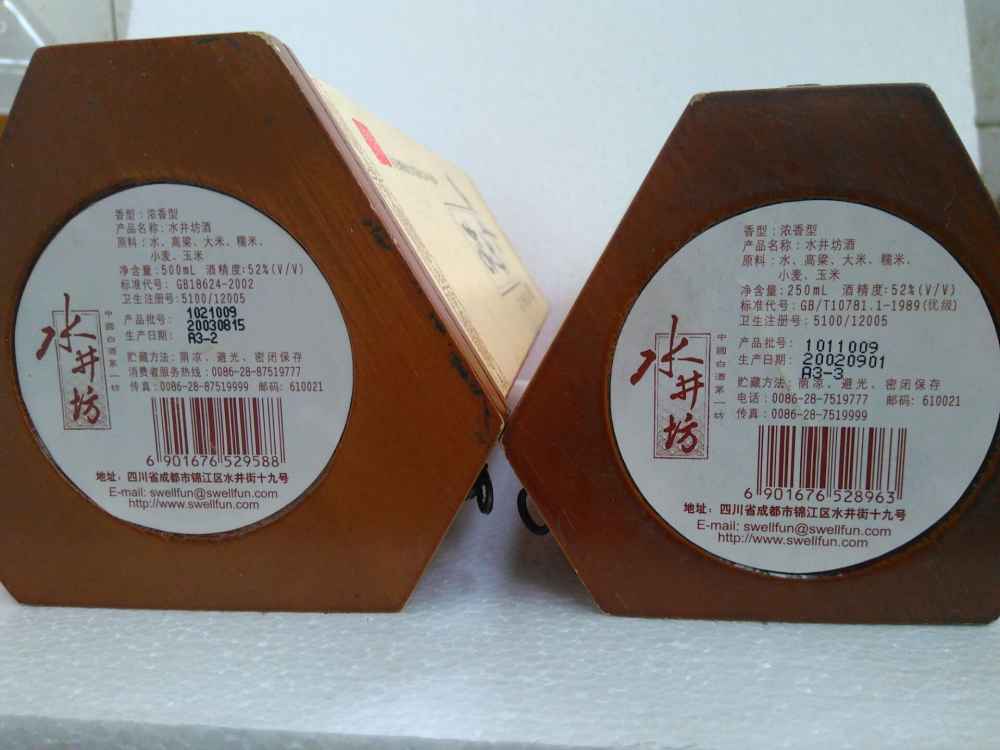 香型:浓香型
产品名称:水井坊酒
原料:水、高粱、大米、糯米、
小麦、玉米
净含量:500mL 酒精度:52%(V/V)
标准代号: GB18624-2002
卫生注册号:5100/12005
产品批号: 1021009
生产日期: 20030815
A3-2
贮藏方法:阴凉、避光、密闭保存
消费者服务热线:0086-28-87519777
传真:0086-28-87519999 邮码: 610021
水井坊
中國白酒第一坊
6 901676 529588
地址: 四川省成都市锦江区水井街十九号
E-mail: swellfun@swellfun.com
http://www.swellfun.com
香型:浓香型
产品名称:水井坊酒
原料:水、高粱、大米、糯米、
小麦、玉米
净含量:250mL 酒精度:52%(V/V)
标准代号:GB/T10781.1-1989(优级)
卫生注册号:5100/12005
产品批号: 1011009
生产日期: 20020901
A3-3
贮藏方法:阴凉、避光、密闭保存
电话:0086-28-7519777 邮码: 610021
传真:0086-28-7519999
水井坊
中國白酒第一坊
6 901676 528963
地址: 四川省成都市锦江区水井街十九号
E-mail: swellfun@swellfun.com
http://www.swellfun.com